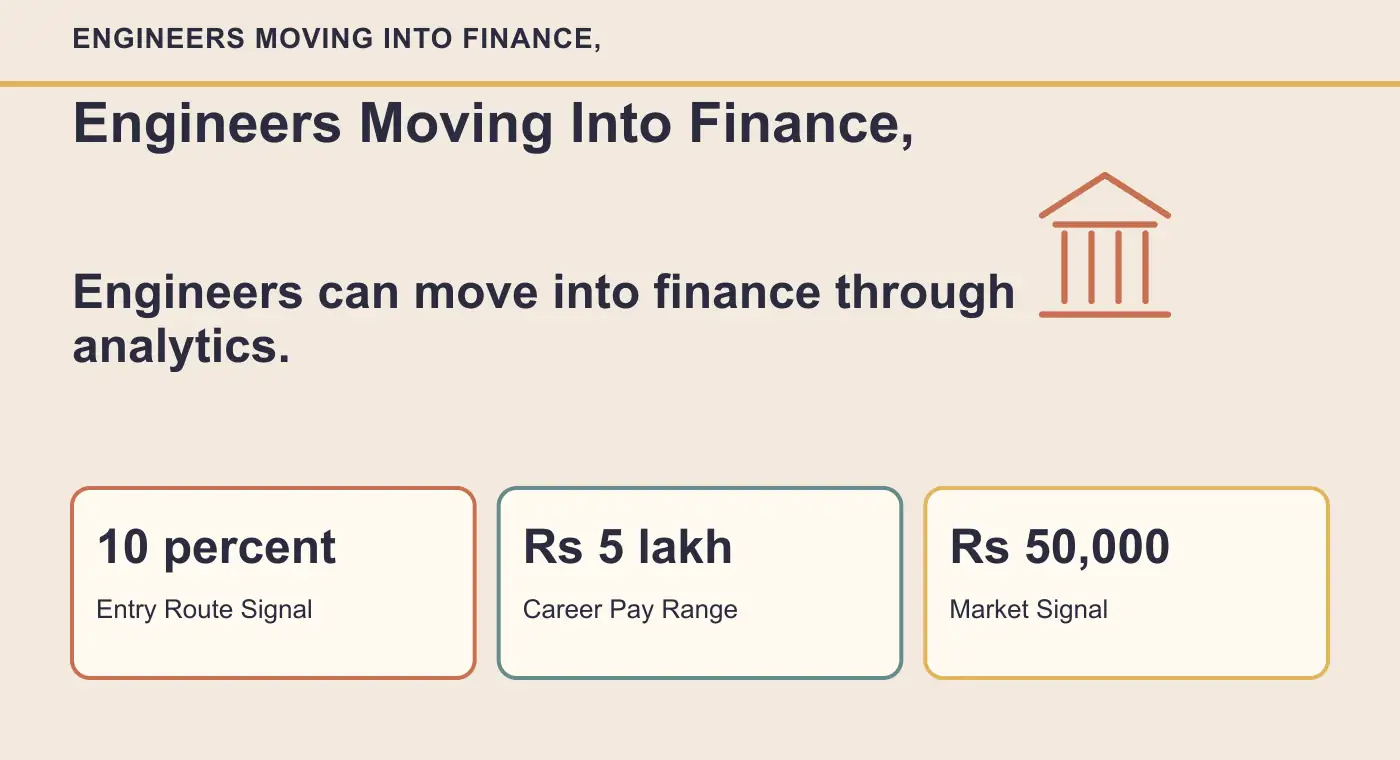 ENGINEERS MOVING INTO FINANCE,
Engineers Moving Into Finance,
Engineers can move into finance through
analytics.
10 percent
Entry Route Signal
Rs 5 lakh
Career Pay Range
Rs 50,000
Market Signal